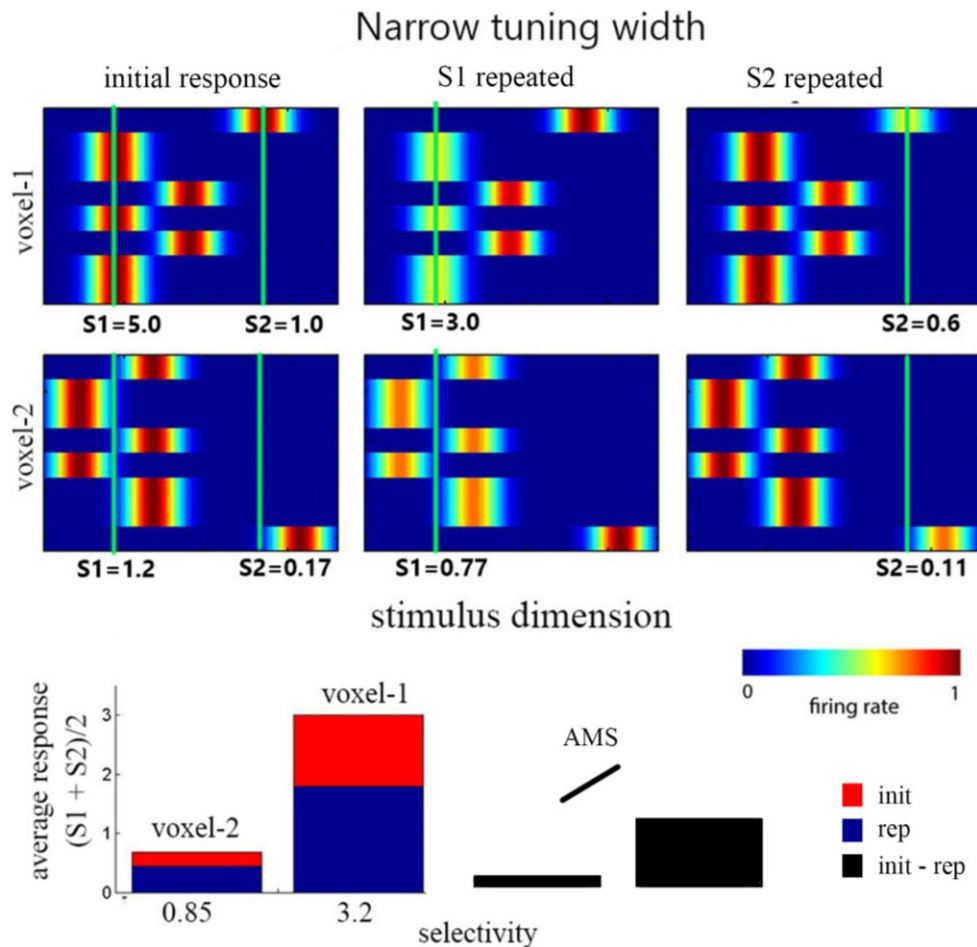 Narrow tuning width
initial response
S1 repeated
S2 repeated
voxel-1
S1=5.0
S2=1.0
S1=3.0
S2=0.6
voxel-2
S1=1.2
S2=0.17
S1=0.77
S2=0.11
stimulus dimension
0
1
firing rate
average response
(S1 + S2)/2
3
2
1
0
voxel-2
voxel-1
0.85
3.2
selectivity
AMS
init
rep
init - rep